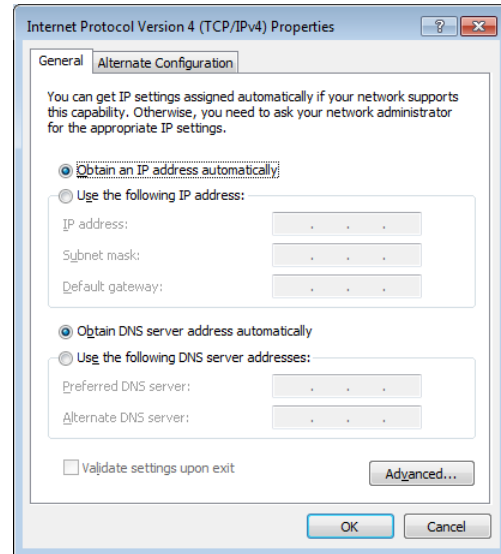 Internet Protocol Version 4 (TCP/IPv4) Properties
General
Alternate Configuration
You can get IP settings assigned automatically if your network supports
this capability. Otherwise, you need to ask your network administrator
for the appropriate IP settings.
Obtain an IP address automatically
Use the following IP address:
IP address:
Subnet mask:
Default gateway:
Obtain DNS server address automatically
Use the following DNS server addresses:
Preferred DNS server:
Alternate DNS server:
Validate settings upon exit
Advanced...
OK
Cancel